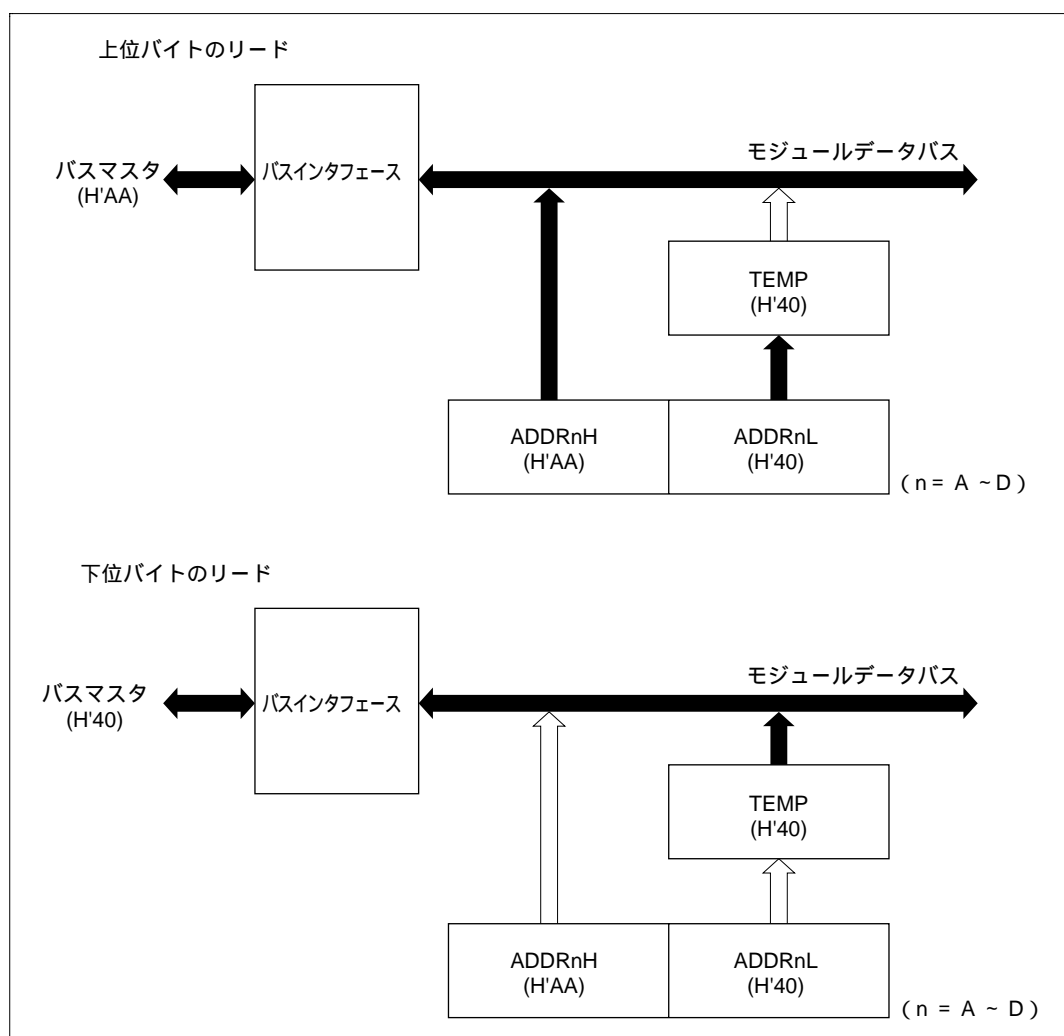 上位バイトのリード
バスマスタ
(H'AA)
バスインタフェース
モジュールデータバス
TEMP
(H'40)
ADDRnH
(H'AA)
ADDRnL
(H'40)
（n = A ~ D）
下位バイトのリード
バスマスタ
(H'40)
バスインタフェース
モジュールデータバス
TEMP
(H'40)
ADDRnH
(H'AA)
ADDRnL
(H'40)
（n = A ~ D）